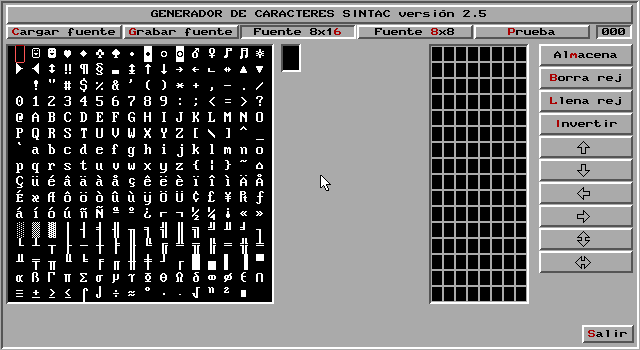 GENERADOR DE CARACTERES SINTAC versión 2.5
Cargar fuente Grabar fuente Fuente 8x16 Fuente 8x8 Prueba 000
Almacena
Borra rej
Llena rej
Invertir
! " # $ % & ' ( ) * + , - . /
0 1 2 3 4 5 6 7 8 9 : ; < = > ?
@ A B C D E F G H I J K L M N O
P Q R S T U V W X Y Z [ \ ] ^ _
` a b c d e f g h i j k l m n o
p q r s t u v w x y z { | } ~ ⌂
Ç ü é â ä à å ç ê ë è ï î ì Ä Å
É æ Æ ô ö ò û ù ÿ Ö Ü ¢ £ ¥
á í ó ú ñ Ñ ª º ¿ ⌐ ¬ ½ ¼ ¡ « »
Salir